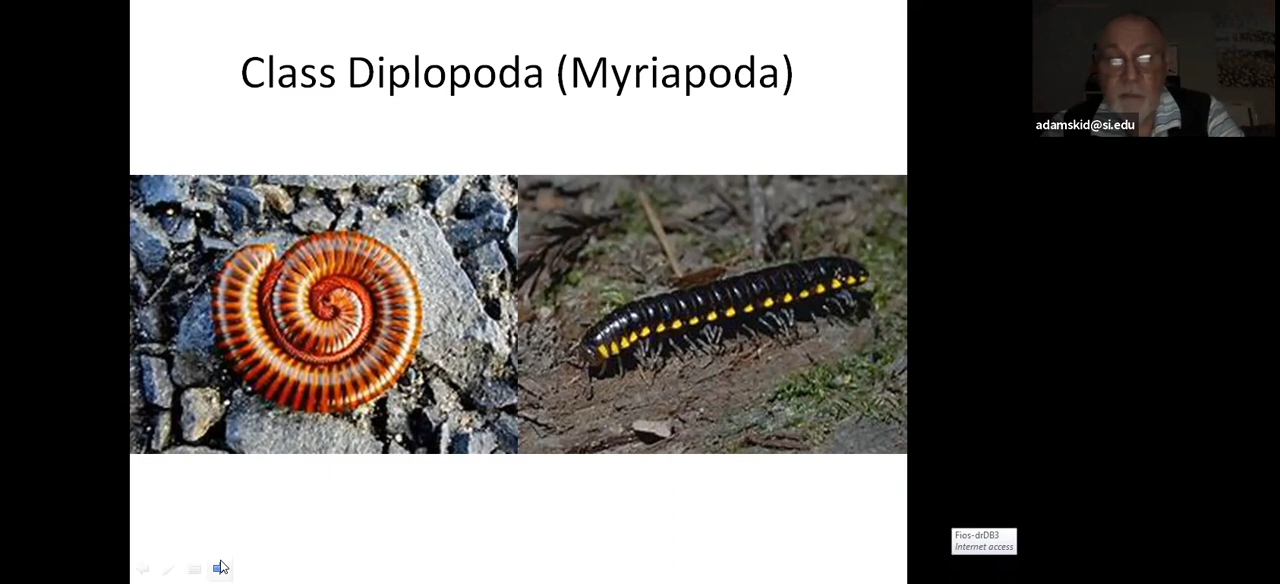 Class Diplopoda (Myriapoda)
adamskid@si.edu
Fios-drDB3
Internet access